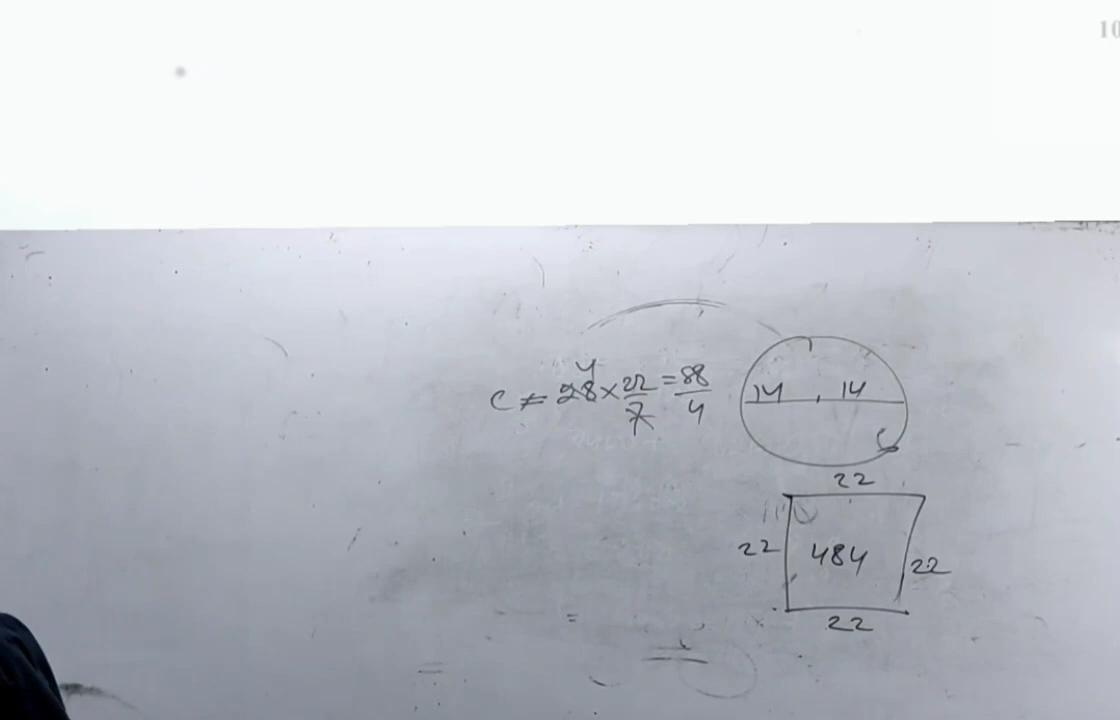 10
4
C = 28 × 22/7 = 88/4
14 , 14
22
22 484 22
22